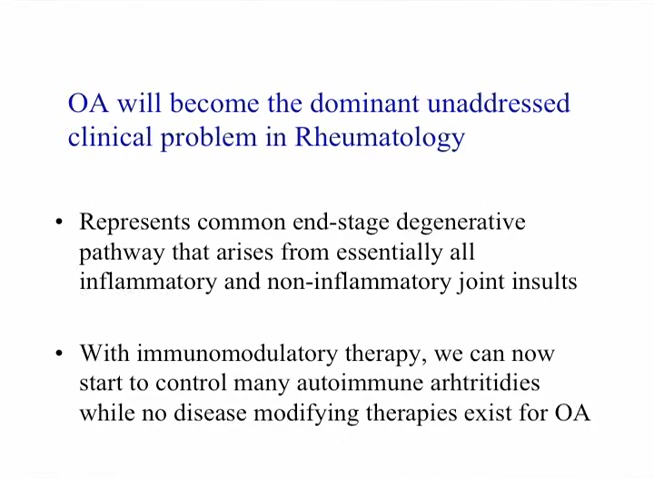 OA will become the dominant unaddressed
clinical problem in Rheumatology
• Represents common end-stage degenerative
pathway that arises from essentially all
inflammatory and non-inflammatory joint insults
• With immunomodulatory therapy, we can now
start to control many autoimmune arhtritidies
while no disease modifying therapies exist for OA